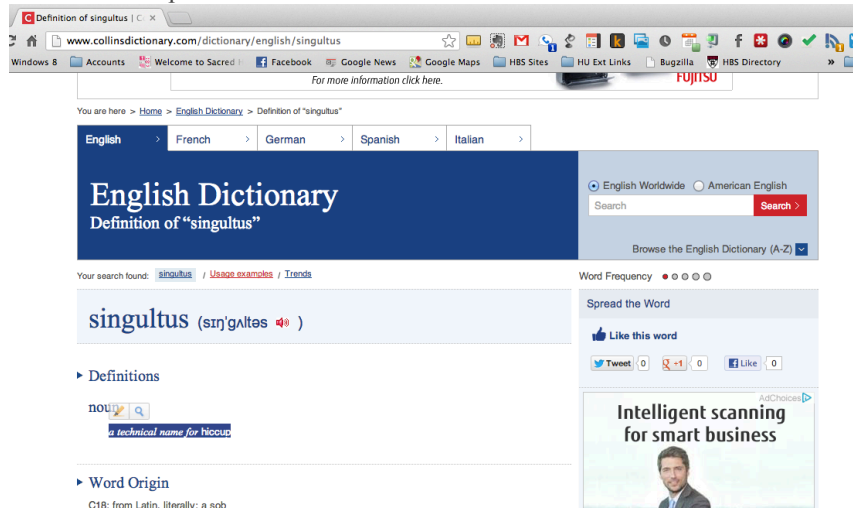 Definition of singultus | C
www.collinsdictionary.com/dictionary/english/singultus
Windows 8 Accounts Welcome to Sacred H Facebook Google News Google Maps HBS Sites HU Ext Links Bugzilla HBS Directory »
For more information click here.
FUJITSU
You are here > Home > English Dictionary > Definition of "singultus"
English > French > German > Spanish > Italian >
English Dictionary
Definition of “singultus”
English Worldwide American English
Search Search >
Browse the English Dictionary (A-Z)
Your search found: singultus / Usage examples / Trends
Word Frequency
singultus (sɪŋˈɡʌltəs )
Spread the Word
Like this word
Tweet 0 +1 0 Like 0
Definitions
noun
a technical name for hiccup
AdChoices
Intelligent scanning
for smart business
Word Origin
C18: from Latin, literally: a sob